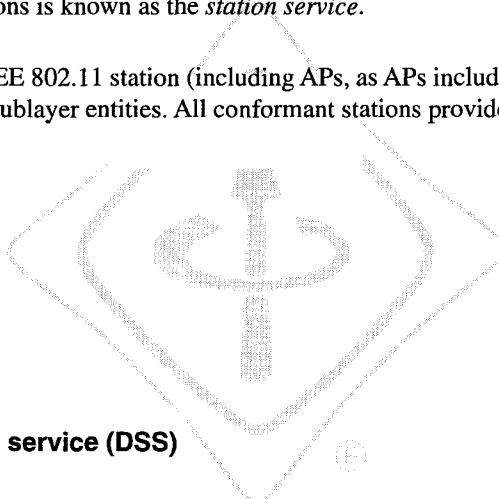 ons is known as the station service.
EE 802.11 station (including APs, as APs includ
ublayer entities. All conformant stations provide
service (DSS)